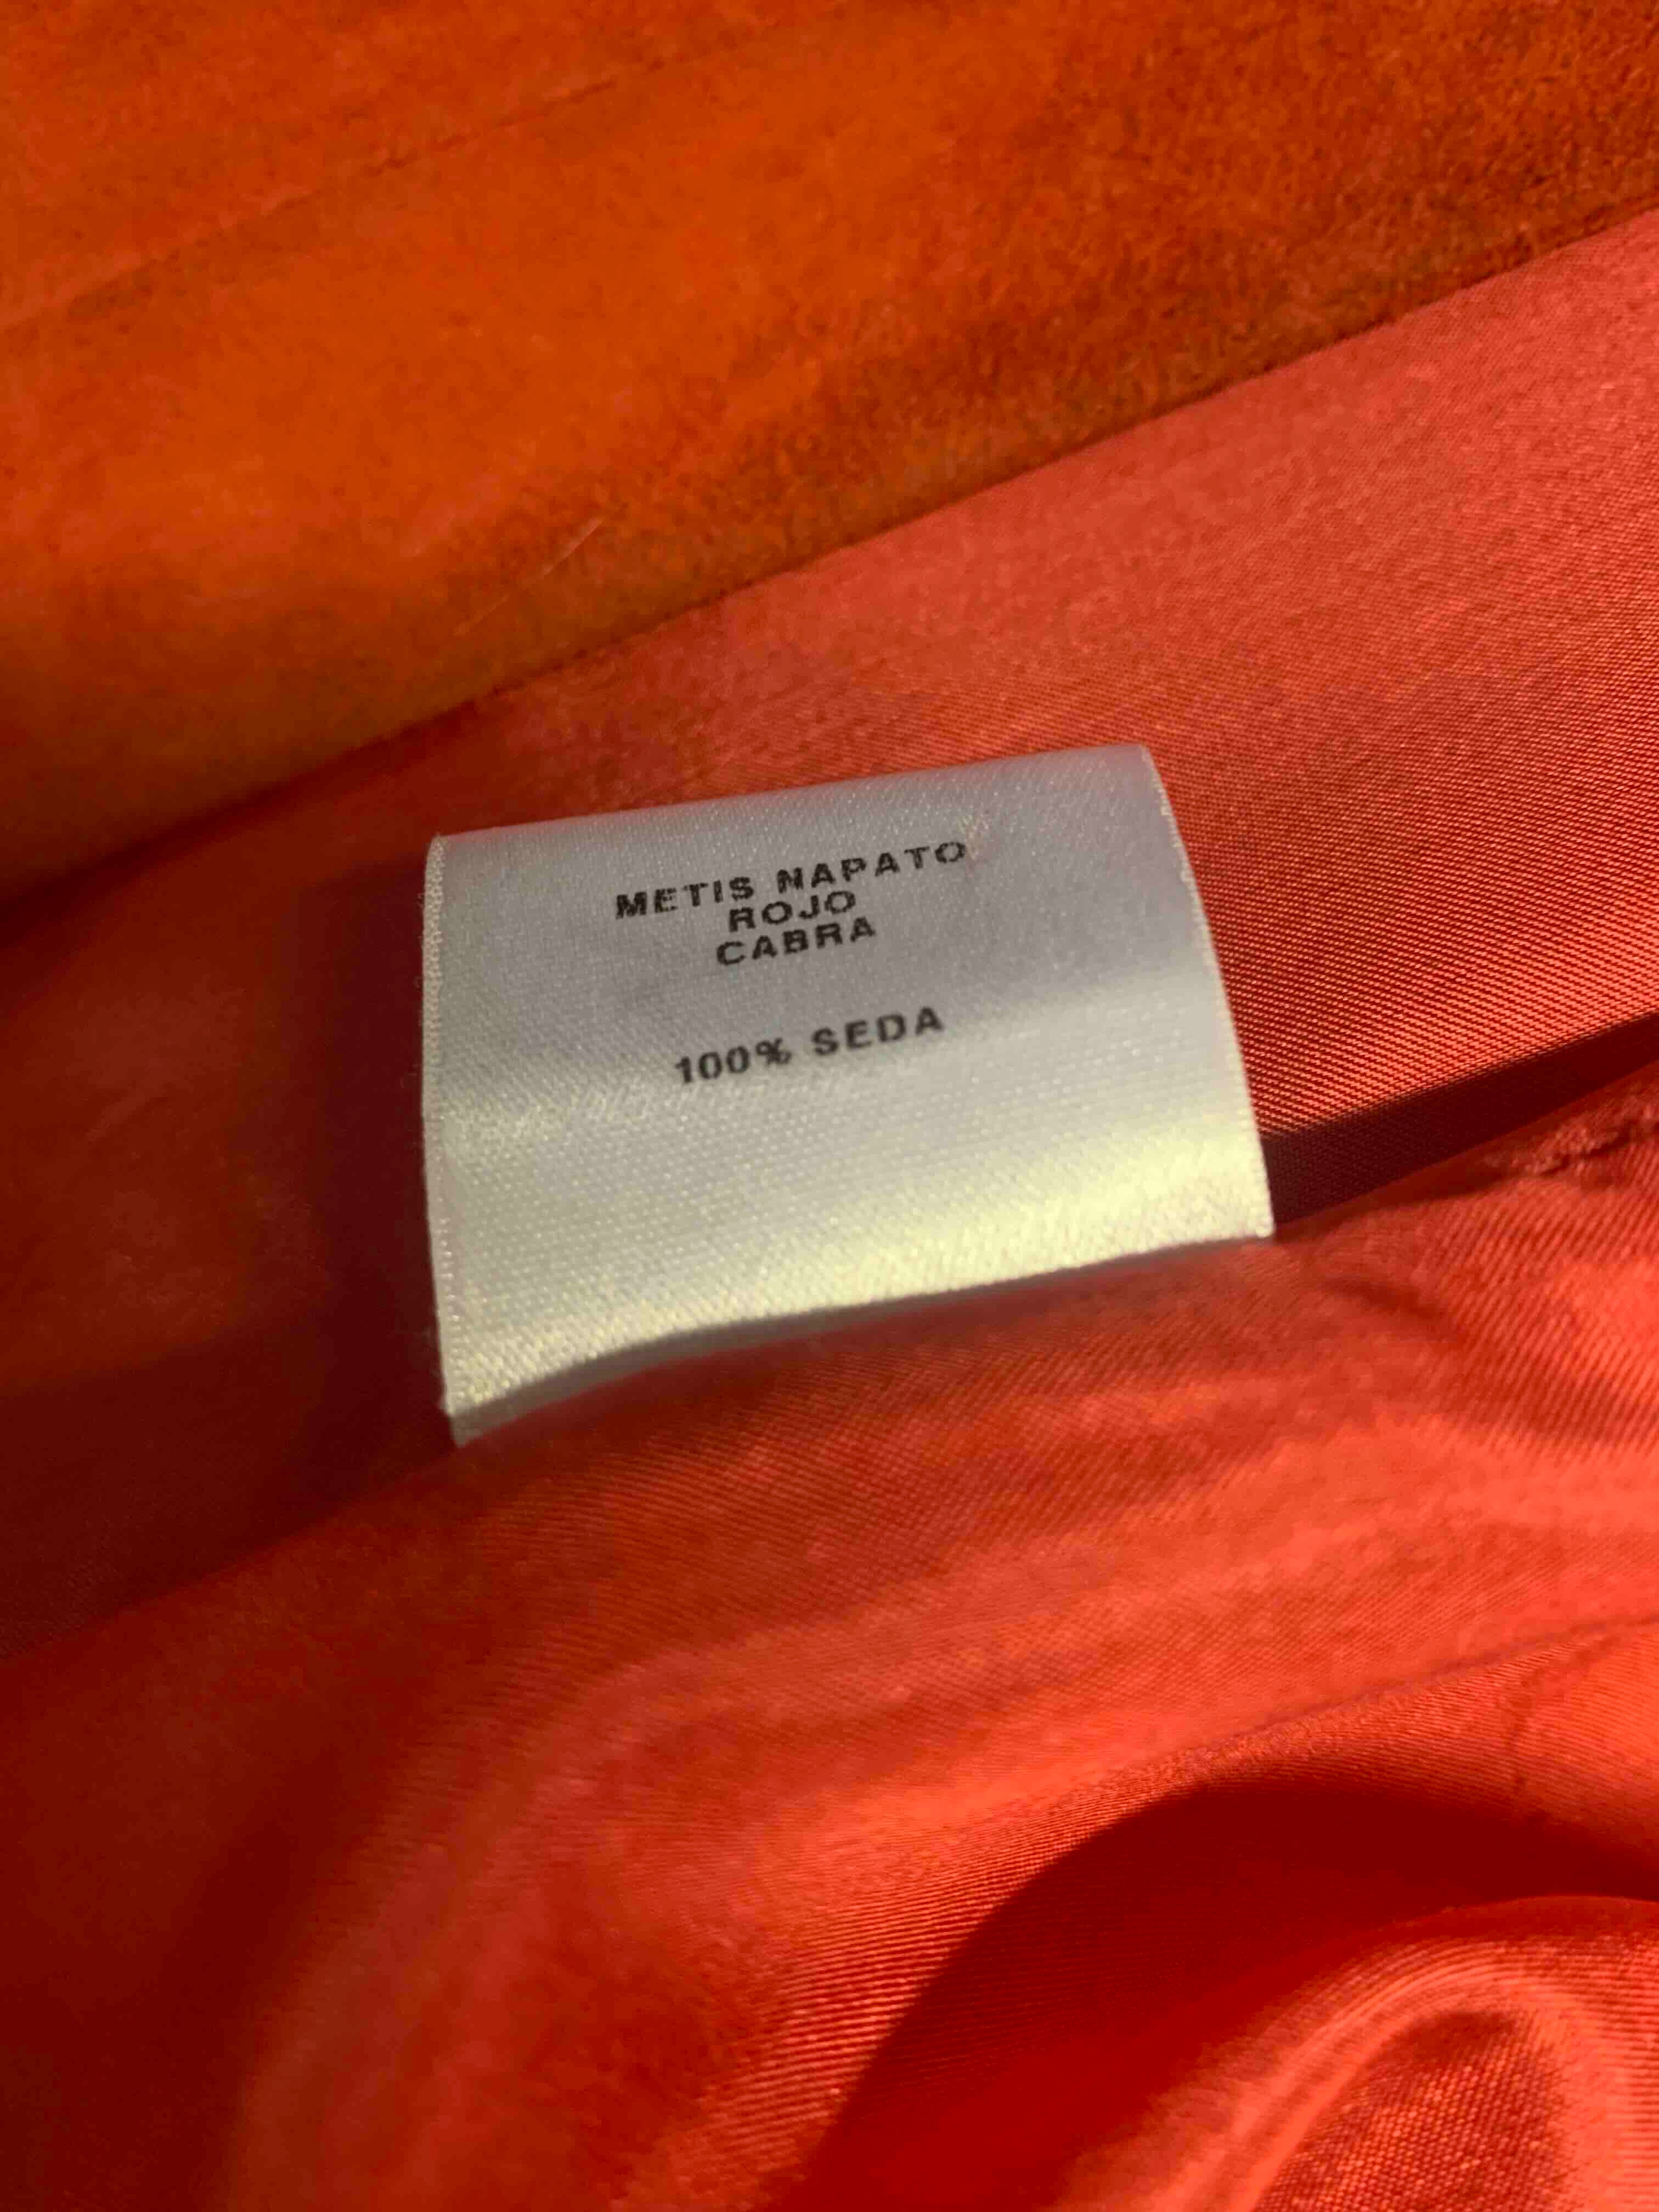 METIS NAPATO
ROJO
CABRA
100% SEDA